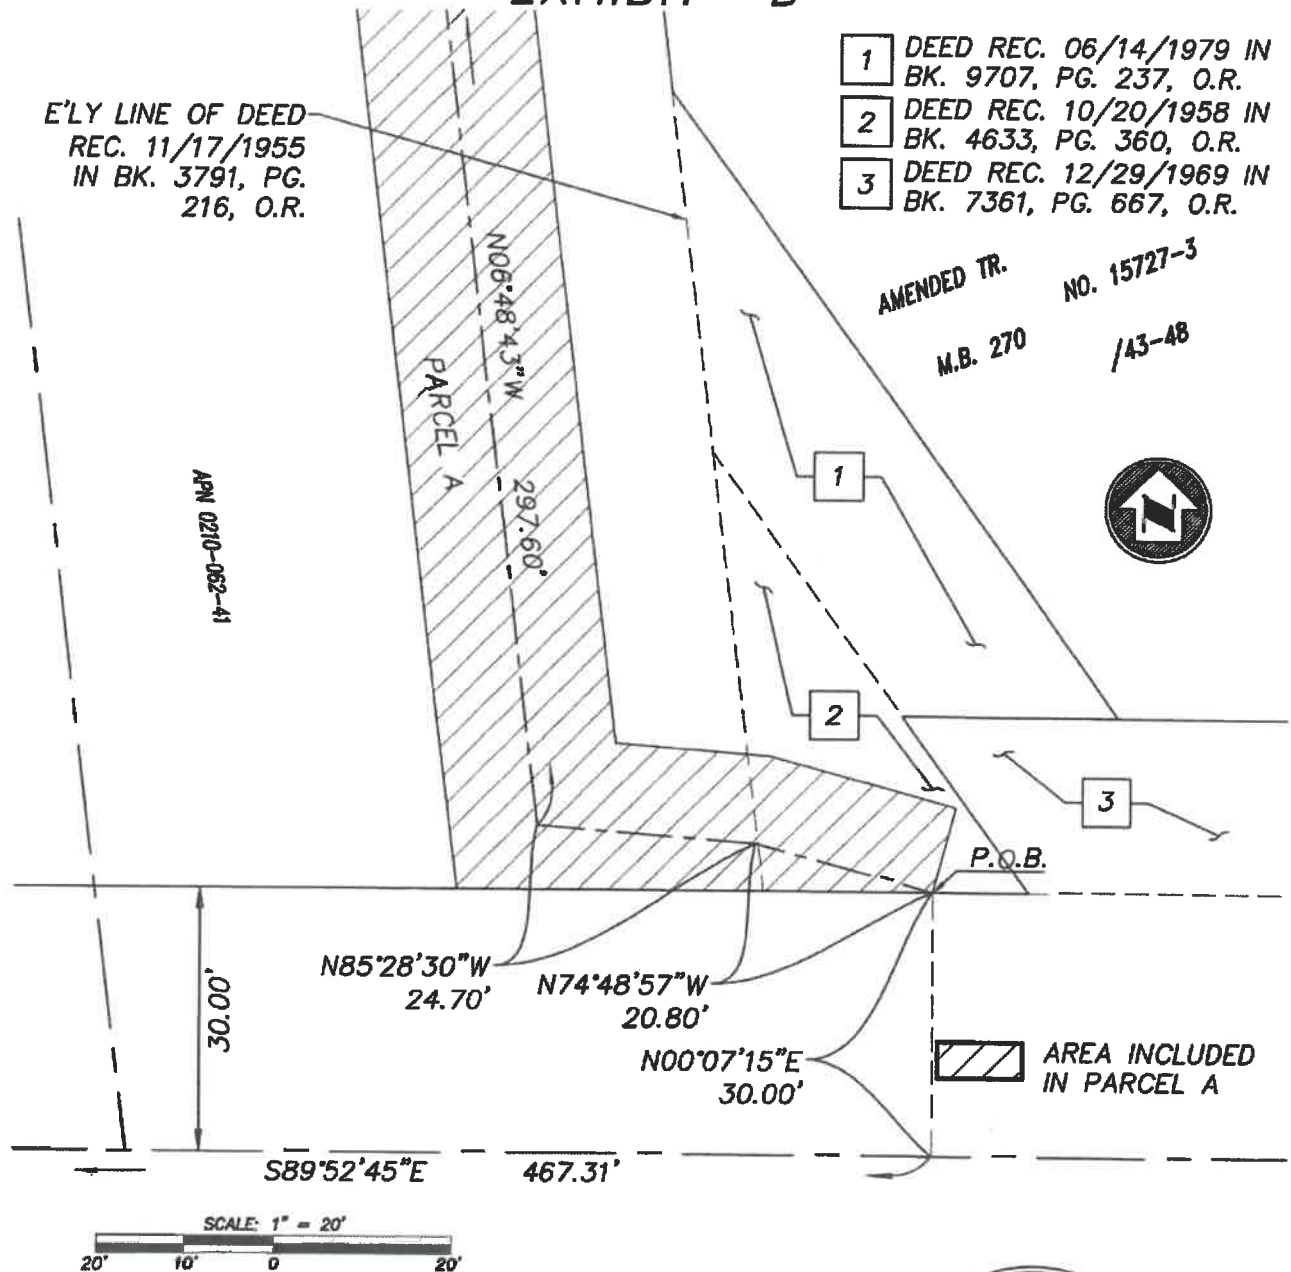 1 DEED REC. 06/14/1979 IN
BK. 9707, PG. 237, O.R.
2 DEED REC. 10/20/1958 IN
BK. 4633, PG. 360, O.R.
3 DEED REC. 12/29/1969 IN
BK. 7361, PG. 667, O.R.
E'LY LINE OF DEED
REC. 11/17/1955
IN BK. 3791, PG.
216, O.R.
AMENDED TR. NO. 15727-3
M.B. 270 /43-48
N06°48'43"W 297.60'
PARCEL A
APN 0210-062-41
N
1
2
3
P.O.B.
N85°28'30"W
24.70'
N74°48'57"W
20.80'
N00°07'15"E
30.00'
30.00'
AREA INCLUDED
IN PARCEL A
S89°52'45"E 467.31'
SCALE: 1" = 20'
20' 10' 0 20'